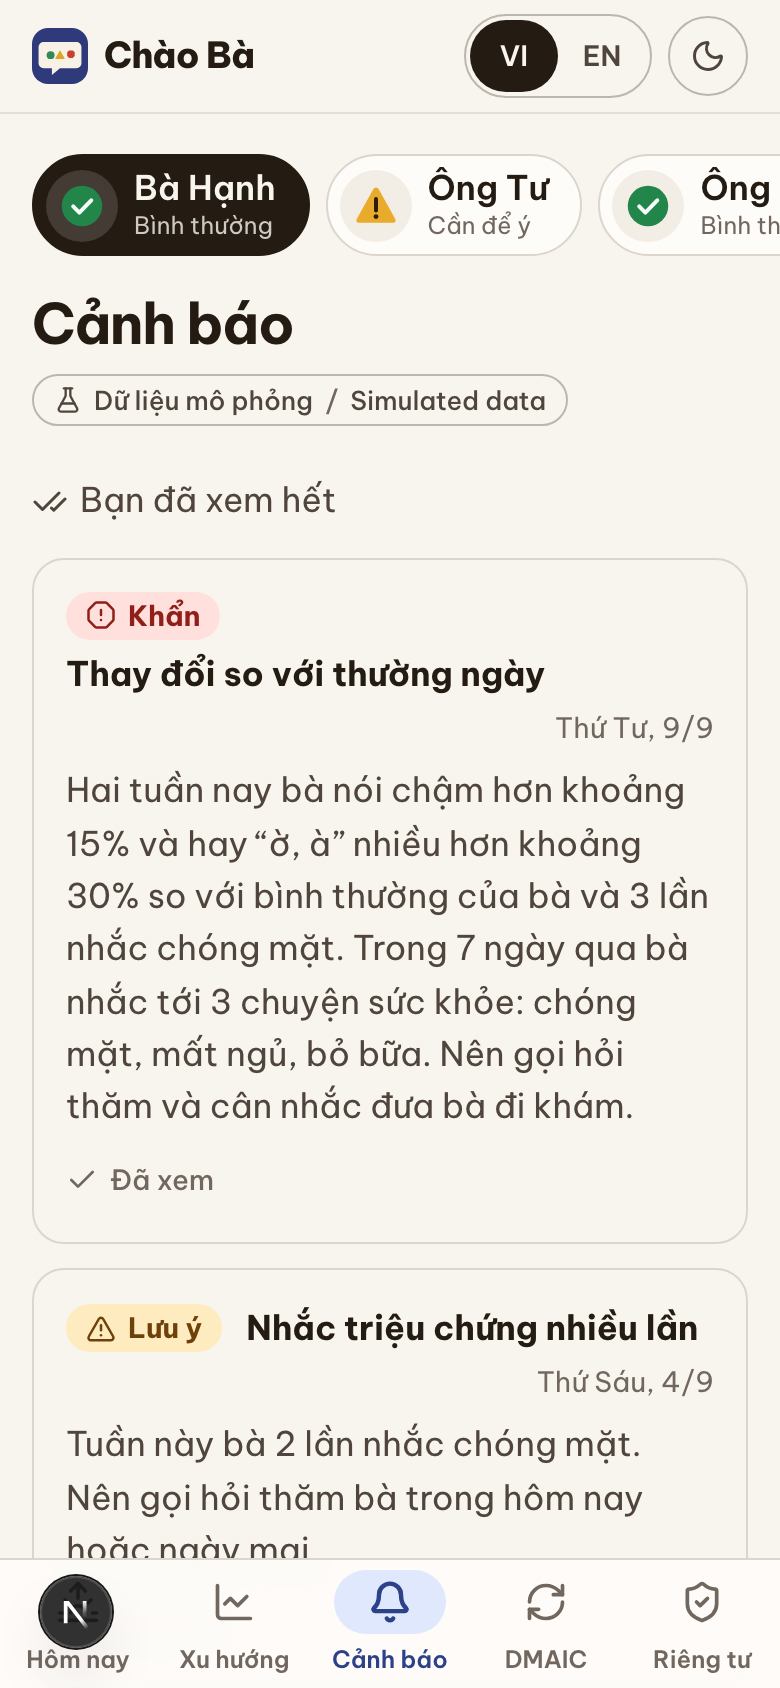 Chào Bà
VI EN
Bà Hạnh
Bình thường
Ông Tư
Cần để ý
Ông
Bình th
Cảnh báo
Dữ liệu mô phỏng / Simulated data
Bạn đã xem hết
Khẩn
Thay đổi so với thường ngày
Thứ Tư, 9/9
Hai tuần nay bà nói chậm hơn khoảng
15% và hay “ờ, à” nhiều hơn khoảng
30% so với bình thường của bà và 3 lần
nhắc chóng mặt. Trong 7 ngày qua bà
nhắc tới 3 chuyện sức khỏe: chóng
mặt, mất ngủ, bỏ bữa. Nên gọi hỏi
thăm và cân nhắc đưa bà đi khám.
Đã xem
Lưu ý Nhắc triệu chứng nhiều lần
Thứ Sáu, 4/9
Tuần này bà 2 lần nhắc chóng mặt.
Nên gọi hỏi thăm bà trong hôm nay
hoặc ngày mai
N
Hôm nay Xu hướng Cảnh báo DMAIC Riêng tư